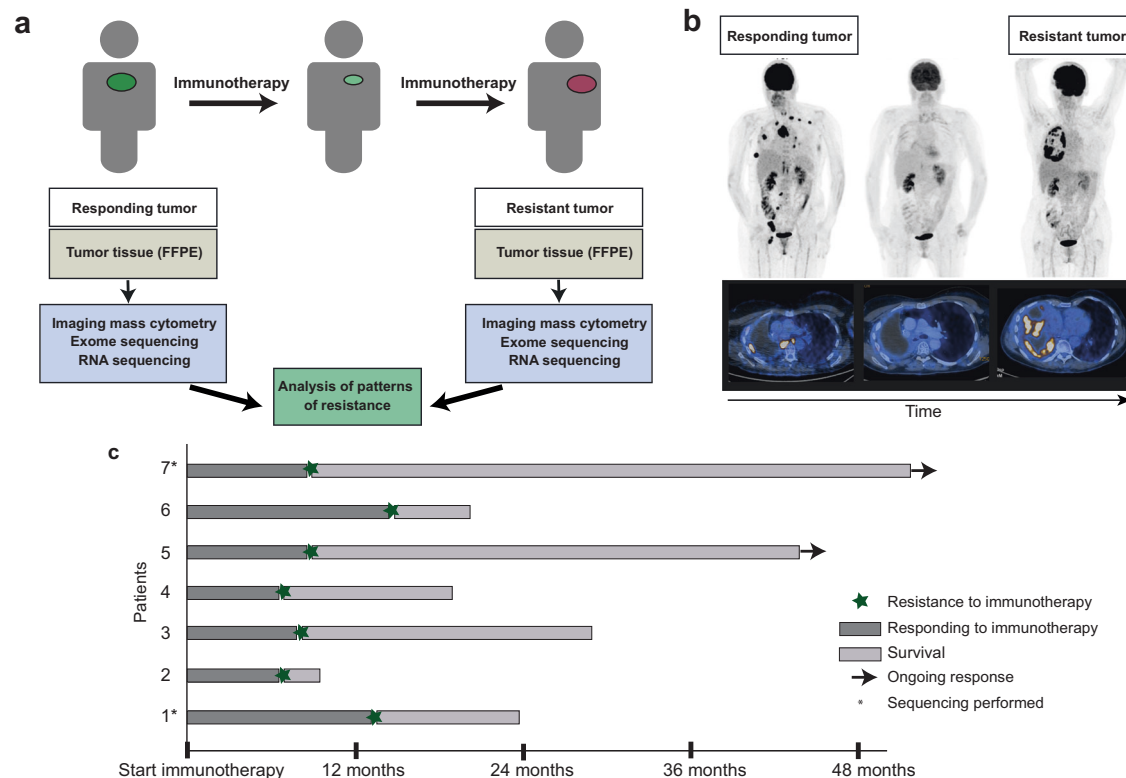 a
Immunotherapy
Immunotherapy
Responding tumor
Tumor tissue (FFPE)
Imaging mass cytometry
Exome sequencing
RNA sequencing
Resistant tumor
Tumor tissue (FFPE)
Imaging mass cytometry
Exome sequencing
RNA sequencing
Analysis of patterns
of resistance
b
Responding tumor
Resistant tumor
Time
c
Patients
7*
6
5
4
3
2
1*
Start immunotherapy
12 months
24 months
36 months
48 months
Resistance to immunotherapy
Responding to immunotherapy
Survival
Ongoing response
* Sequencing performed